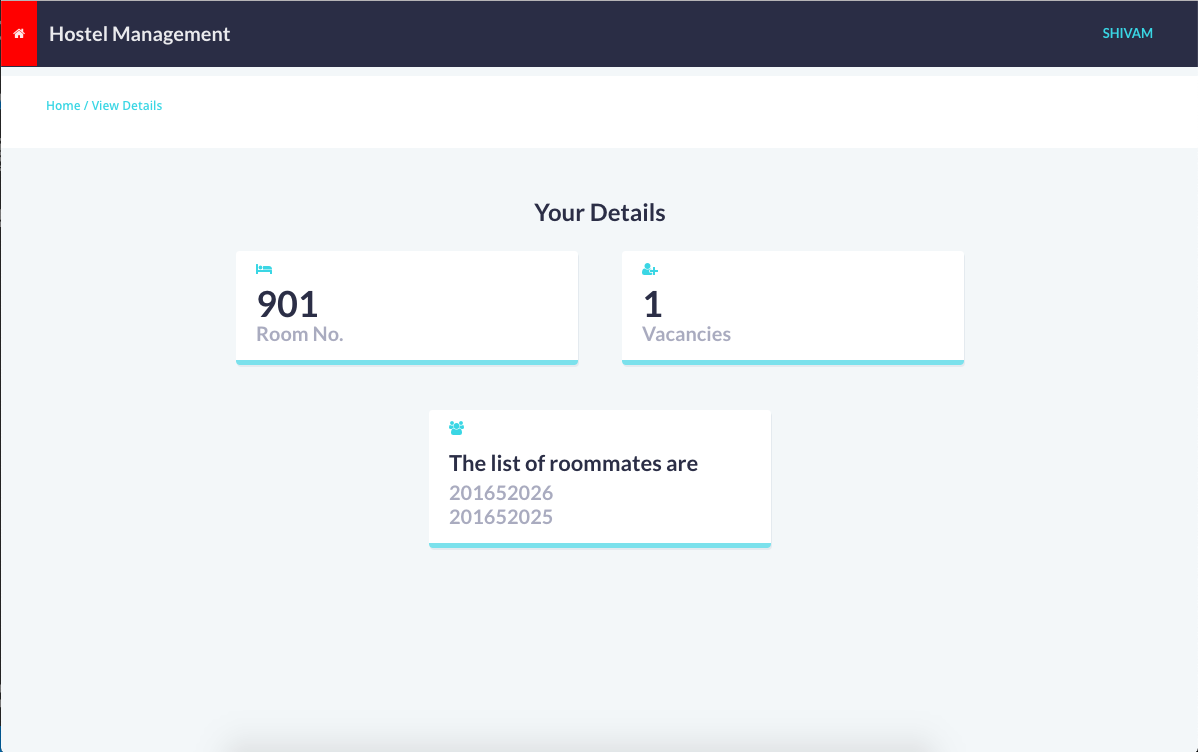 Hostel Management
SHIVAM
Home / View Details
Your Details
901
Room No.
1
Vacancies
The list of roommates are
201652026
201652025